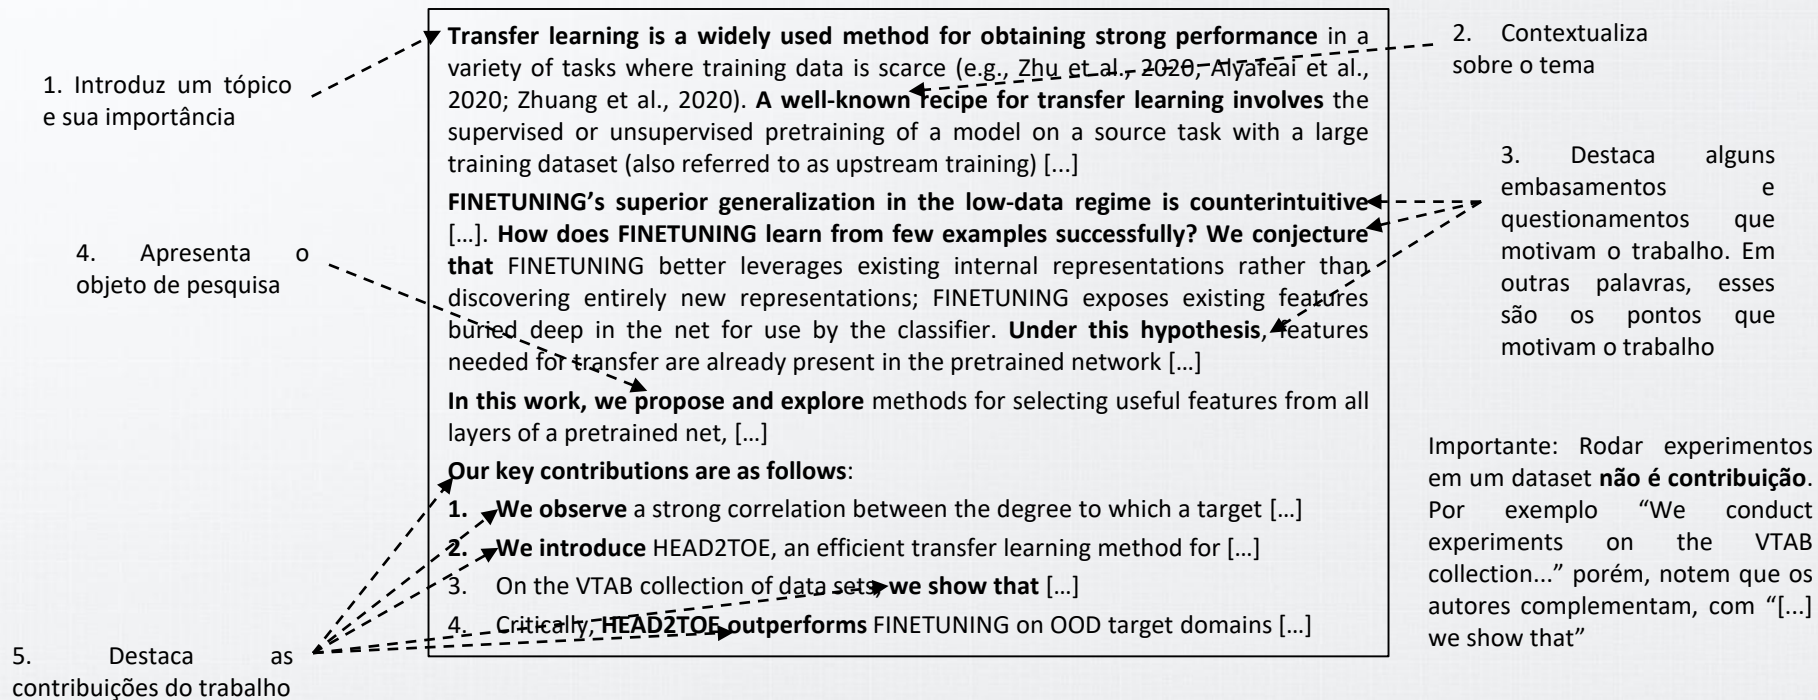 1. Introduz um tópico
e sua importância
4. Apresenta o
objeto de pesquisa
5. Destaca as
contribuições do trabalho
Transfer learning is a widely used method for obtaining strong performance in a
variety of tasks where training data is scarce (e.g., Zhu et al., 2020; Alyafeai et al.,
2020; Zhuang et al., 2020). A well-known recipe for transfer learning involves the
supervised or unsupervised pretraining of a model on a source task with a large
training dataset (also referred to as upstream training) [...]
FINETUNING’s superior generalization in the low-data regime is counterintuitive
[…]. How does FINETUNING learn from few examples successfully? We conjecture
that FINETUNING better leverages existing internal representations rather than
discovering entirely new representations; FINETUNING exposes existing features
buried deep in the net for use by the classifier. Under this hypothesis, features
needed for transfer are already present in the pretrained network […]
In this work, we propose and explore methods for selecting useful features from all
layers of a pretrained net, […]
Our key contributions are as follows:
1. We observe a strong correlation between the degree to which a target […]
2. We introduce HEAD2TOE, an efficient transfer learning method for […]
3. On the VTAB collection of data sets, we show that […]
4. Critically, HEAD2TOE outperforms FINETUNING on OOD target domains […]
2. Contextualiza
sobre o tema
3. Destaca alguns
embasamentos e
questionamentos que
motivam o trabalho. Em
outras palavras, esses
são os pontos que
motivam o trabalho
Importante: Rodar experimentos
em um dataset não é contribuição.
Por exemplo “We conduct
experiments on the VTAB
collection...” porém, notem que os
autores complementam, com “[...]
we show that”